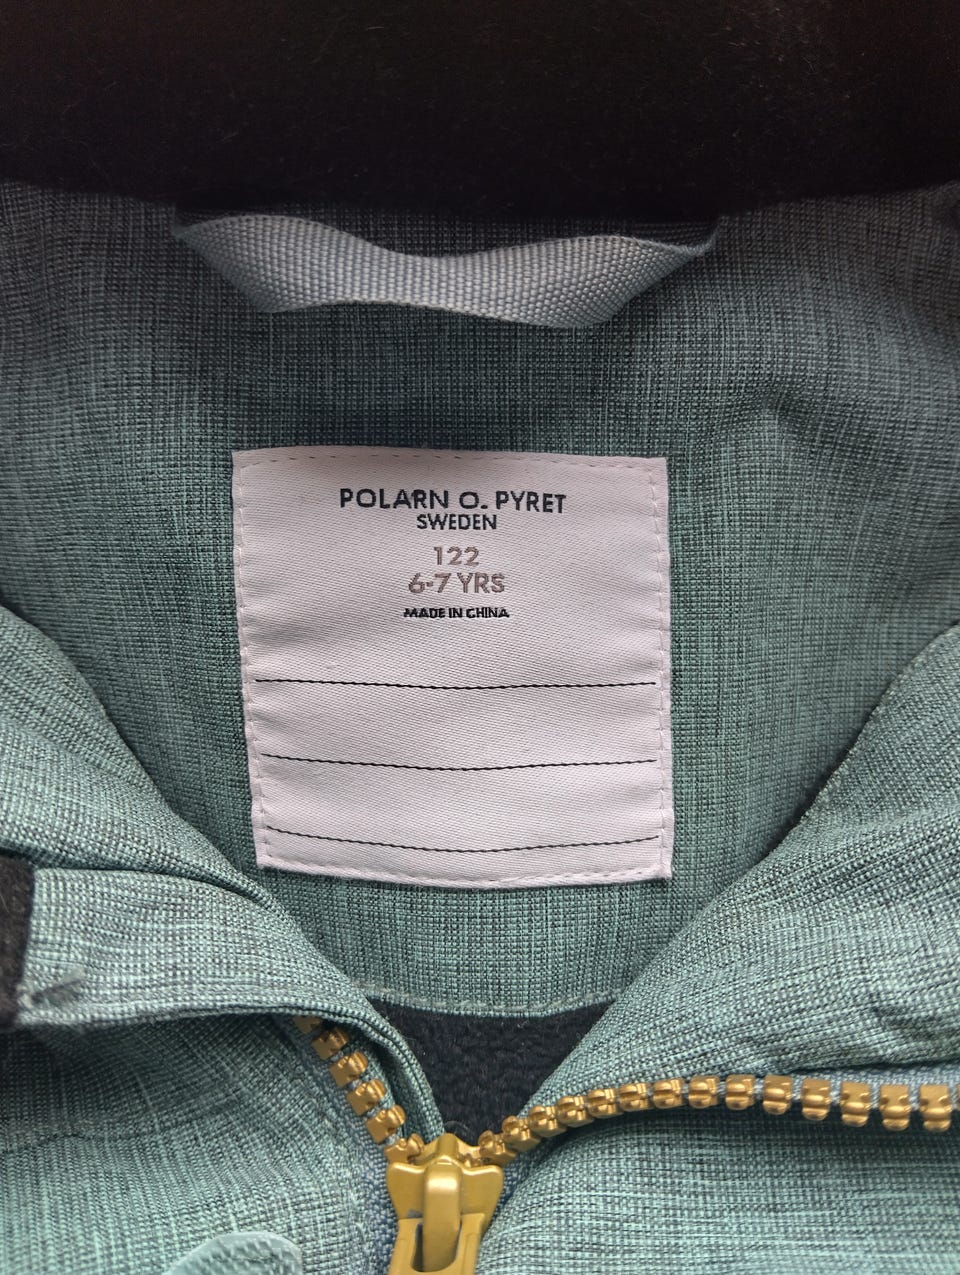 POLARN O. PYRET
SWEDEN
122
6-7 YRS
MADE IN CHINA